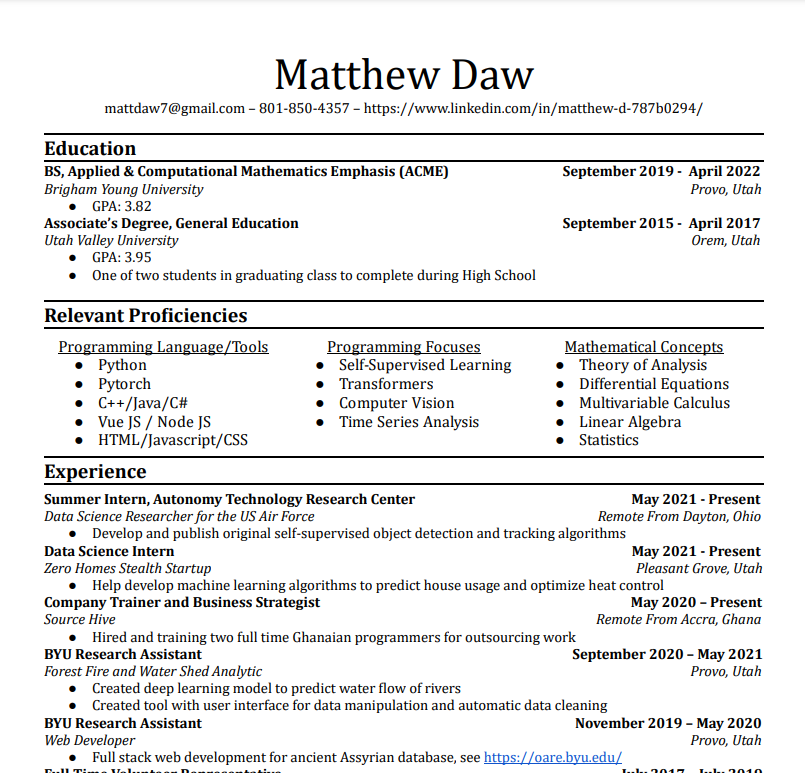 Matthew Daw
mattdaw7@gmail.com – 801-850-4357 – https://www.linkedin.com/in/matthew-d-787b0294/
Education
BS, Applied & Computational Mathematics Emphasis (ACME) September 2019 - April 2022
Brigham Young University Provo, Utah
● GPA: 3.82
Associate's Degree, General Education September 2015 - April 2017
Utah Valley University Orem, Utah
● GPA: 3.95
● One of two students in graduating class to complete during High School
Relevant Proficiencies
Programming Language/Tools Programming Focuses Mathematical Concepts
● Python ● Self-Supervised Learning ● Theory of Analysis
● Pytorch ● Transformers ● Differential Equations
● C++/Java/C# ● Computer Vision ● Multivariable Calculus
● Vue JS / Node JS ● Time Series Analysis ● Linear Algebra
● HTML/Javascript/CSS ● Statistics
Experience
Summer Intern, Autonomy Technology Research Center May 2021 - Present
Data Science Researcher for the US Air Force Remote From Dayton, Ohio
● Develop and publish original self-supervised object detection and tracking algorithms
Data Science Intern May 2021 - Present
Zero Homes Stealth Startup Pleasant Grove, Utah
● Help develop machine learning algorithms to predict house usage and optimize heat control
Company Trainer and Business Strategist May 2020 – Present
Source Hive Remote From Accra, Ghana
● Hired and training two full time Ghanaian programmers for outsourcing work
BYU Research Assistant September 2020 – May 2021
Forest Fire and Water Shed Analytic Provo, Utah
● Created deep learning model to predict water flow of rivers
● Created tool with user interface for data manipulation and automatic data cleaning
BYU Research Assistant November 2019 – May 2020
Web Developer Provo, Utah
● Full stack web development for ancient Assyrian database, see https://oare.byu.edu/
Full Time Volunteer Representative July 2017 – July 2019